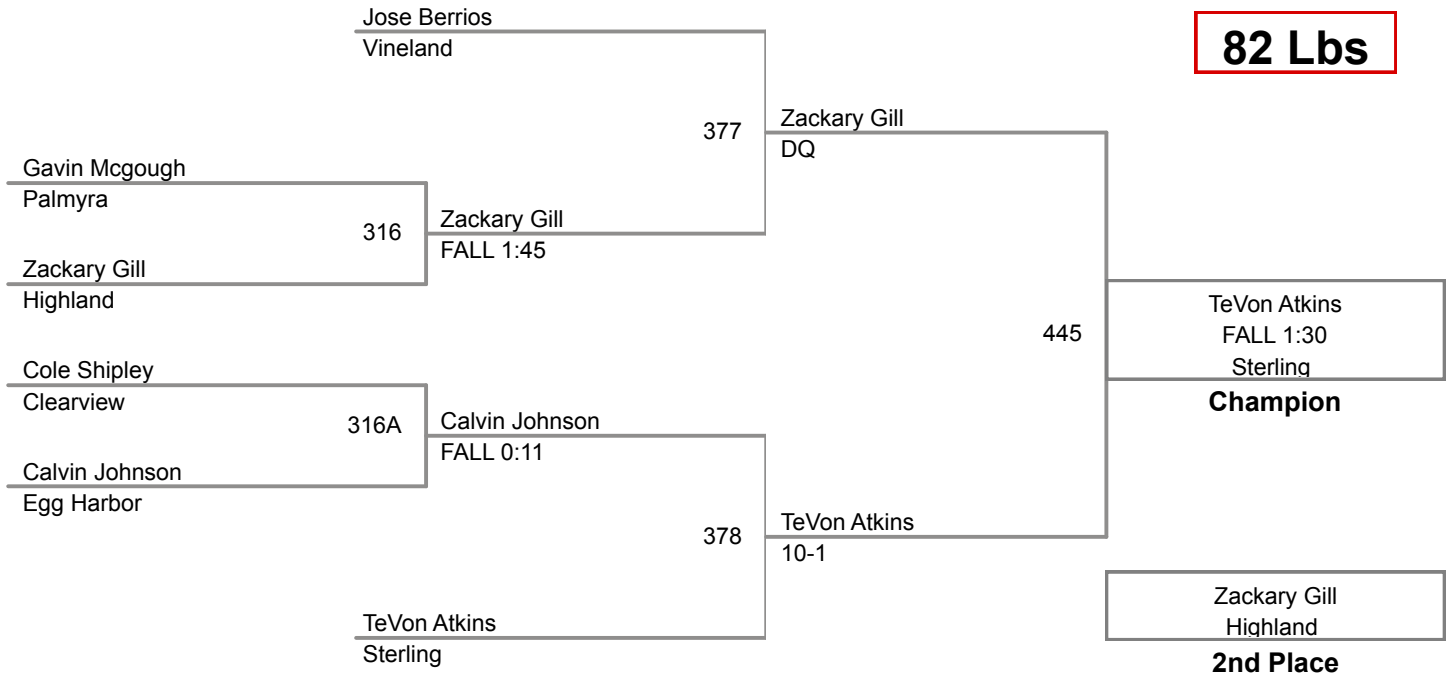 Jose Berrios
Vineland
82 Lbs
377
Zackary Gill
DQ
Gavin Mcgough
Palmyra
316
Zackary Gill
FALL 1:45
Zackary Gill
Highland
445
TeVon Atkins
FALL 1:30
Sterling
Champion
Cole Shipley
Clearview
316A
Calvin Johnson
FALL 0:11
Calvin Johnson
Egg Harbor
378
TeVon Atkins
10-1
TeVon Atkins
Sterling
Zackary Gill
Highland
2nd Place